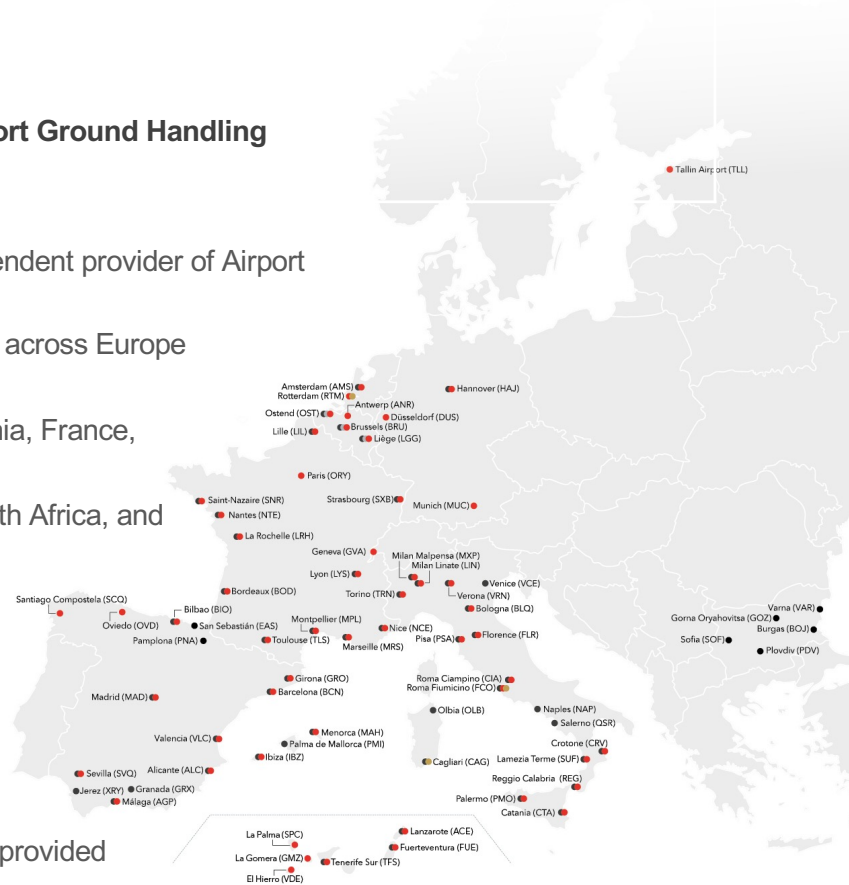 ort Ground Handling
endent provider of Airport
across Europe
nia, France,
th Africa, and
provided
Tallin Airport (TLL)
Amsterdam (AMS)
Hannover (HAJ)
Rotterdam (RTM)
Antwerp (ANR)
Ostend (OST)
Düsseldorf (DUS)
Lille (LIL)
Brussels (BRU)
Liège (LGG)
Paris (ORY)
Saint-Nazaire (SNR)
Strasbourg (SXB)
Munich (MUC)
Nantes (NTE)
La Rochelle (LRH)
Geneva (GVA)
Milan Malpensa (MXP)
Milan Linate (LIN)
Lyon (LYS)
Venice (VCE)
Bordeaux (BOD)
Torino (TRN)
Verona (VRN)
Santiago Compostela (SCQ)
Bilbao (BIO)
Bologna (BLQ)
Varna (VAR)
Oviedo (OVD)
San Sebastián (EAS)
Montpellier (MPL)
Nice (NCE)
Gorna Oryahovitsa (GOZ)
Burgas (BOJ)
Pamplona (PNA)
Toulouse (TLS)
Marseille (MRS)
Pisa (PSA)
Florence (FLR)
Sofia (SOF)
Plovdiv (PDV)
Girona (GRO)
Roma Ciampino (CIA)
Madrid (MAD)
Barcelona (BCN)
Roma Fiumicino (FCO)
Olbia (OLB)
Naples (NAP)
Salerno (QSR)
Valencia (VLC)
Menorca (MAH)
Palma de Mallorca (PMI)
Crotone (CRV)
Ibiza (IBZ)
Cagliari (CAG)
Lamezia Terme (SUF)
Sevilla (SVQ)
Alicante (ALC)
Reggio Calabria (REG)
Jerez (XRY)
Granada (GRX)
Palermo (PMO)
Málaga (AGP)
Catania (CTA)
La Palma (SPC)
Lanzarote (ACE)
Fuerteventura (FUE)
La Gomera (GMZ)
Tenerife Sur (TFS)
El Hierro (VDE)